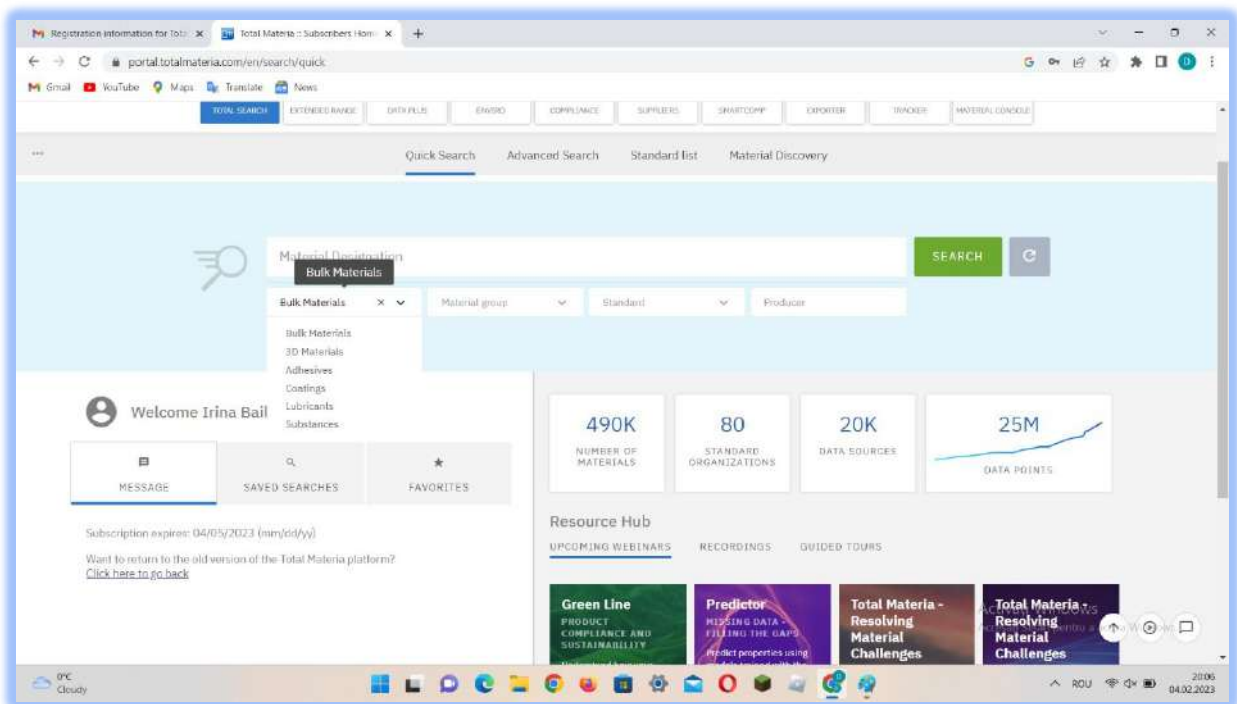 Registration information for Tota
Total Materia :: Subscribers Hom
portal.totalmateria.com/en/search/quick
Gmail YouTube Maps Translate News
TOTAL SEARCH EXTENDED RANGE DATA PLUS ENVIRO COMPLIANCE SUPPLIERS SMARTCOMP EXPORTER TRACKER MATERIAL CONSOLE
Quick Search Advanced Search Standard list Material Discovery
Material Designation
SEARCH
Bulk Materials
Bulk Materials Material group Standard Producer
Bulk Materials
3D Materials
Adhesives
Coatings
Lubricants
Substances
Welcome Irina Bail
MESSAGE SAVED SEARCHES FAVORITES
Subscription expires: 04/05/2023 (mm/dd/yy)
Want to return to the old version of the Total Materia platform?
Click here to go back
490K
NUMBER OF
MATERIALS
80
STANDARD
ORGANIZATIONS
20K
DATA SOURCES
25M
DATA POINTS
Resource Hub
UPCOMING WEBINARS RECORDINGS GUIDED TOURS
Green Line
PRODUCT
COMPLIANCE AND
SUSTAINABILITY
Predictor
MISSING DATA -
FILLING THE GAPS
Predict properties using
Total Materia -
Resolving
Material
Challenges
Total Materia -
Resolving
Material
Challenges
0°C
Cloudy
ROU
20:06
04.02.2023